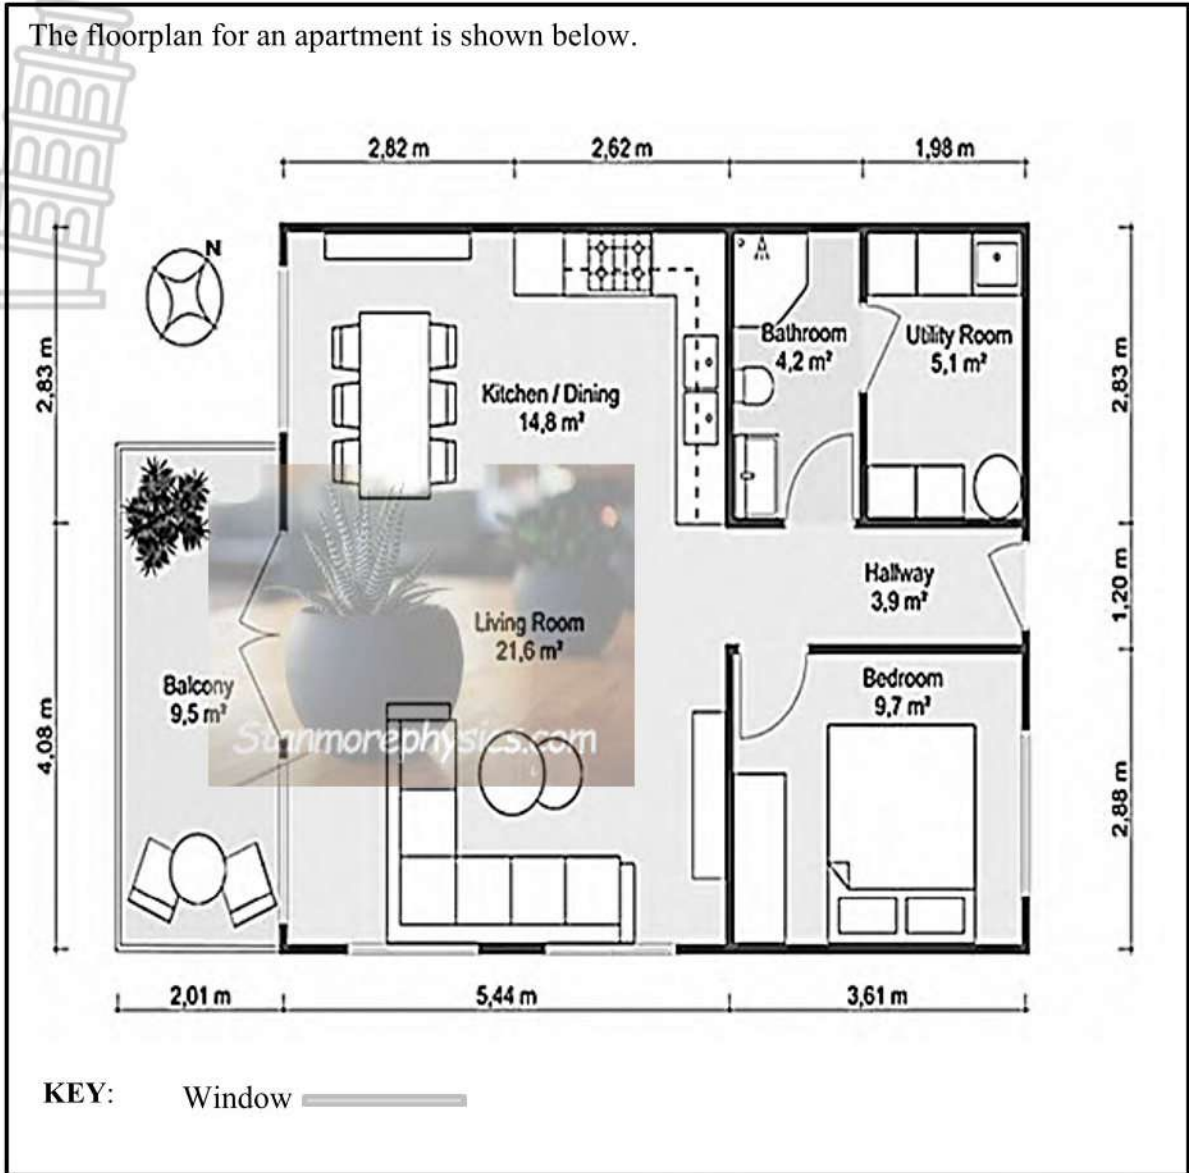 The floorplan for an apartment is shown below.
2,82 m
2,62 m
1,98 m
N
2,83 m
Bathroom
4,2 m²
Utility Room
5,1 m²
Kitchen / Dining
14,8 m²
2,83 m
Hallway
3,9 m²
1,20 m
Living Room
21,6 m²
Balcony
9,5 m²
Bedroom
9,7 m²
4,08 m
Stanmorephysics.com
2,88 m
2,01 m
5,44 m
3,61 m
KEY:
Window